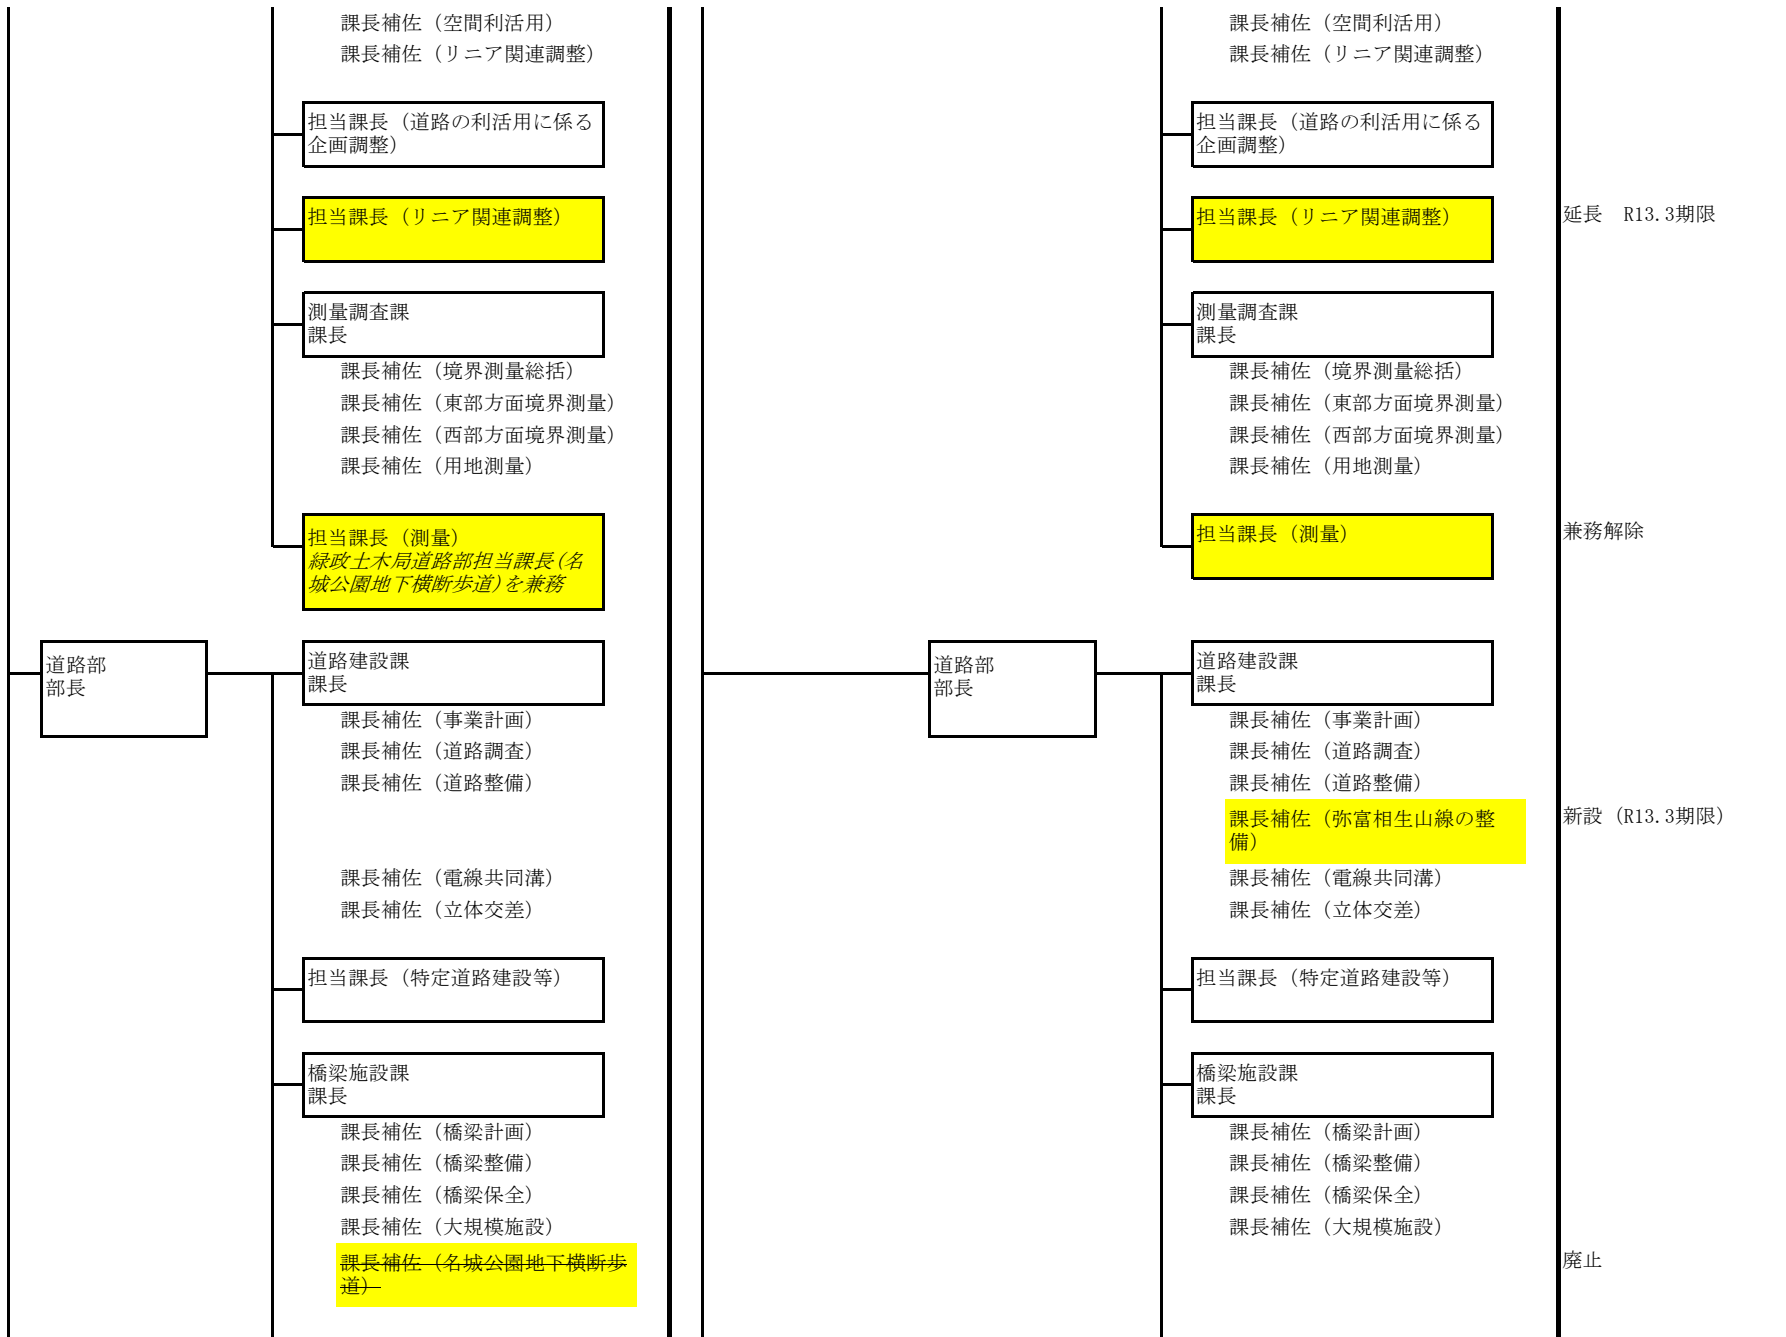 課長補佐（空間利活用）
課長補佐（リニア関連調整）
担当課長（道路の利活用に係る
企画調整）
担当課長（リニア関連調整）
測量調査課
課長
課長補佐（境界測量総括）
課長補佐（東部方面境界測量）
課長補佐（西部方面境界測量）
課長補佐（用地測量）
担当課長（測量）
緑政土木局道路部担当課長(名
城公園地下横断歩道)を兼務
道路部
部長
道路建設課
課長
課長補佐（事業計画）
課長補佐（道路調査）
課長補佐（道路整備）
課長補佐（電線共同溝）
課長補佐（立体交差）
担当課長（特定道路建設等）
橋梁施設課
課長
課長補佐（橋梁計画）
課長補佐（橋梁整備）
課長補佐（橋梁保全）
課長補佐（大規模施設）
課長補佐（名城公園地下横断歩
道）
課長補佐（空間利活用）
課長補佐（リニア関連調整）
担当課長（道路の利活用に係る
企画調整）
担当課長（リニア関連調整）
延長　R13.3期限
測量調査課
課長
課長補佐（境界測量総括）
課長補佐（東部方面境界測量）
課長補佐（西部方面境界測量）
課長補佐（用地測量）
担当課長（測量）
兼務解除
道路部
部長
道路建設課
課長
課長補佐（事業計画）
課長補佐（道路調査）
課長補佐（道路整備）
課長補佐（弥富相生山線の整
備）
新設（R13.3期限）
課長補佐（電線共同溝）
課長補佐（立体交差）
担当課長（特定道路建設等）
橋梁施設課
課長
課長補佐（橋梁計画）
課長補佐（橋梁整備）
課長補佐（橋梁保全）
課長補佐（大規模施設）
廃止